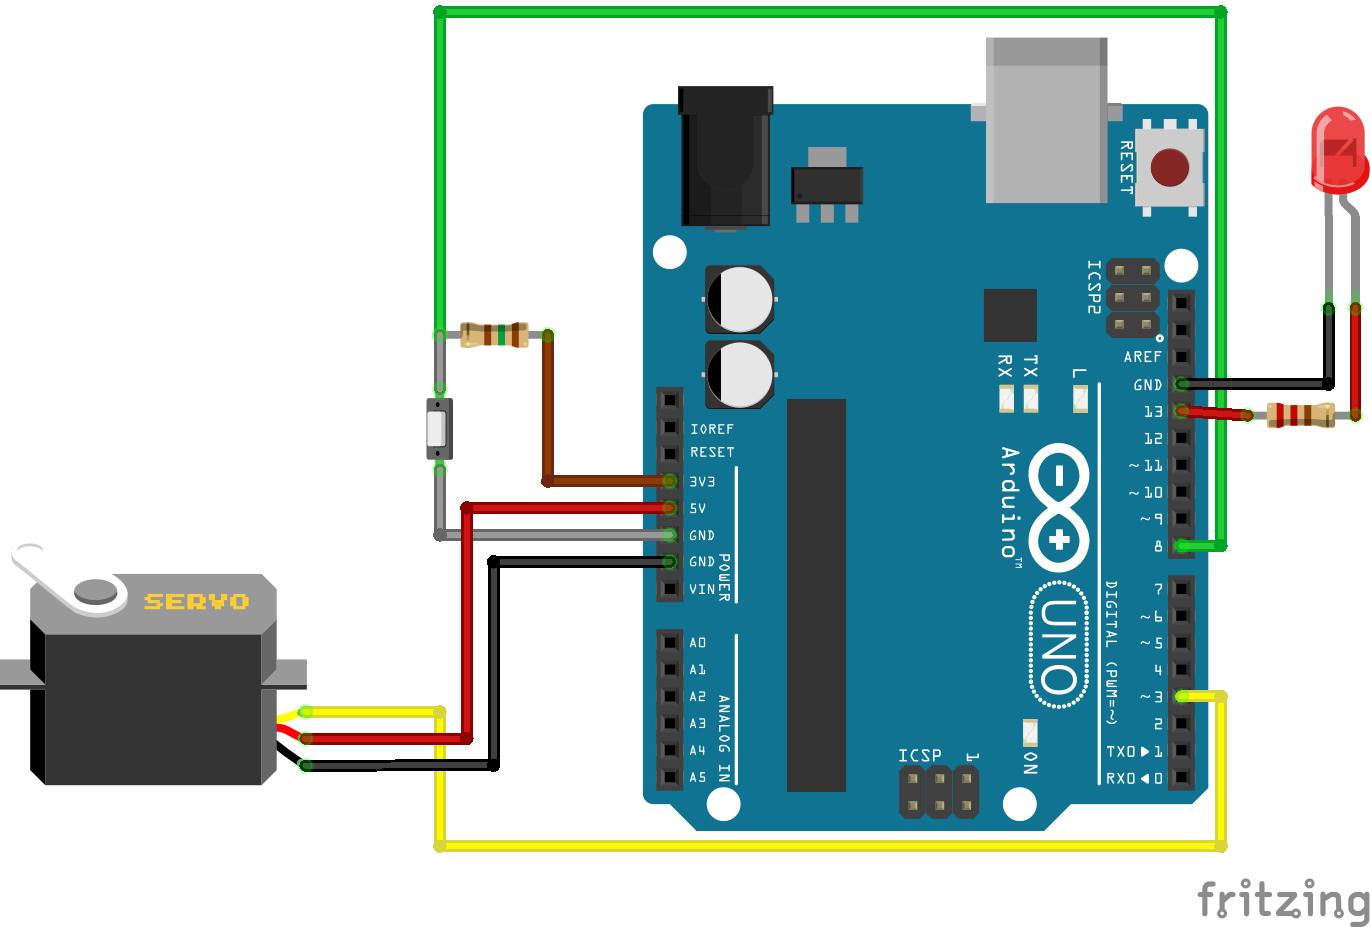 RESET
ICSP2
AREF
GND
RX
TX
L
13
IOREF
12
RESET
~11
3V3
~10
5V
~9
GND
8
GND
VIN
POWER
Arduino™
UNO
DIGITAL (PWM=~)
7
~6
~5
4
~3
2
TX0▶1
RX0◀0
SERVO
A0
A1
A2
A3
A4
A5
ANALOG IN
ICSP
1
ON
fritzing